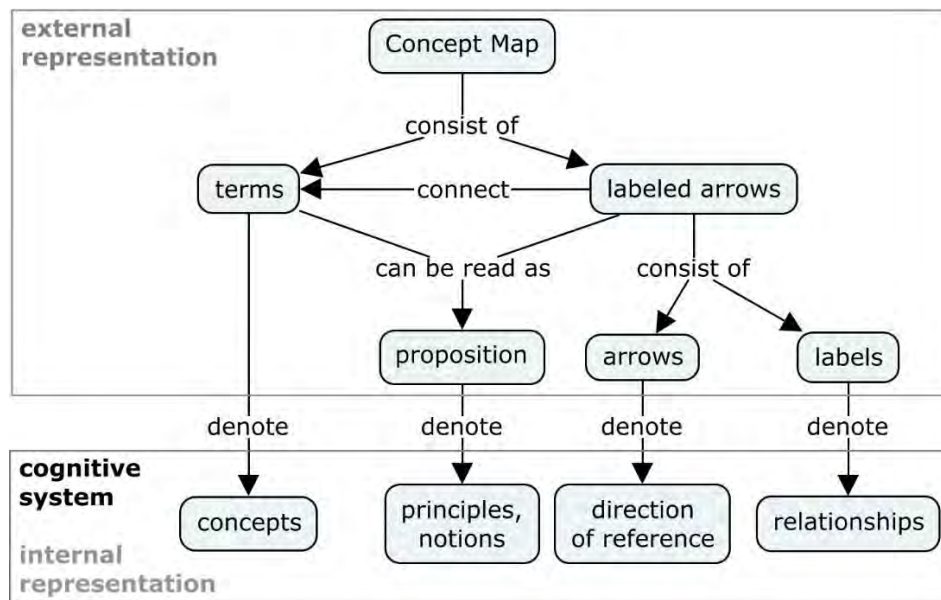 external
representation
Concept Map
consist of
terms
connect
labeled arrows
can be read as
consist of
proposition
arrows
labels
denote
denote
denote
denote
cognitive
system
concepts
principles,
notions
direction
of reference
relationships
internal
representation